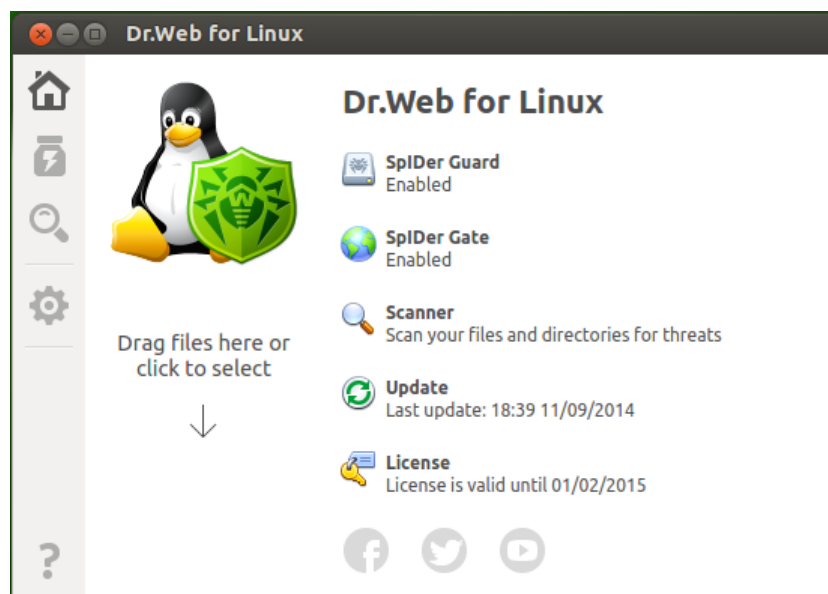 Dr.Web for Linux
Dr.Web for Linux
SpIDer Guard
Enabled
SpIDer Gate
Enabled
Scanner
Scan your files and directories for threats
Update
Last update: 18:39 11/09/2014
License
License is valid until 01/02/2015
Drag files here or
click to select
?